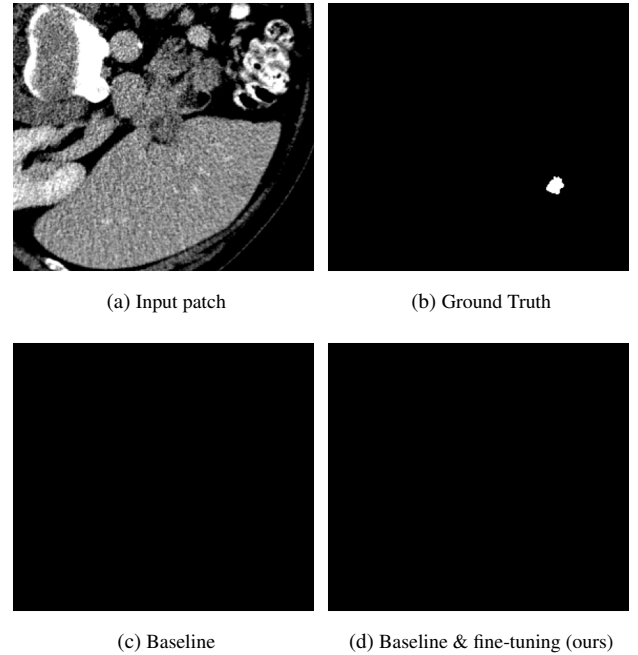 (a) Input patch
(b) Ground Truth
(c) Baseline
(d) Baseline & fine-tuning (ours)